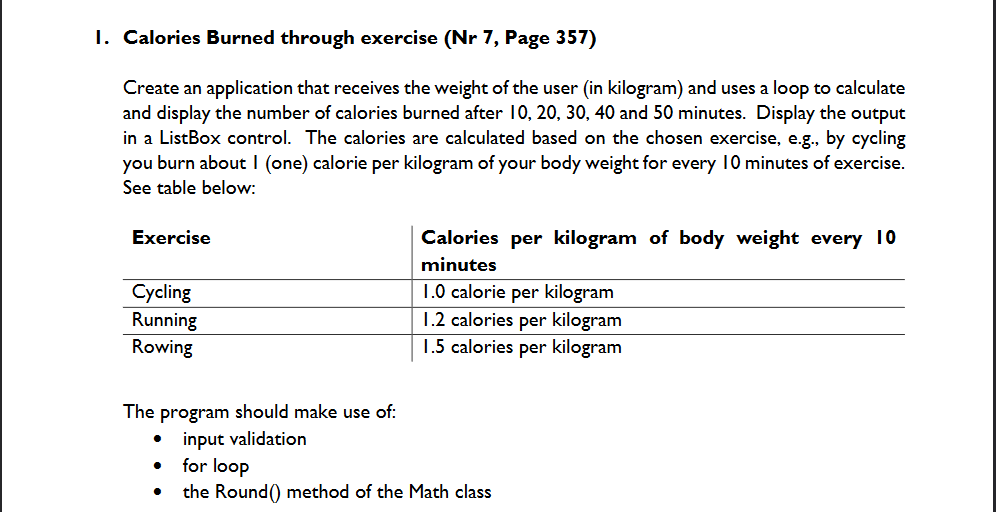 1. Calories Burned through exercise (Nr 7, Page 357)
Create an application that receives the weight of the user (in kilogram) and uses a loop to calculate
and display the number of calories burned after 10, 20, 30, 40 and 50 minutes. Display the output
in a ListBox control. The calories are calculated based on the chosen exercise, e.g., by cycling
you burn about 1 (one) calorie per kilogram of your body weight for every 10 minutes of exercise.
See table below:
Exercise Calories per kilogram of body weight every 10
minutes
Cycling 1.0 calorie per kilogram
Running 1.2 calories per kilogram
Rowing 1.5 calories per kilogram
The program should make use of:
• input validation
• for loop
• the Round() method of the Math class